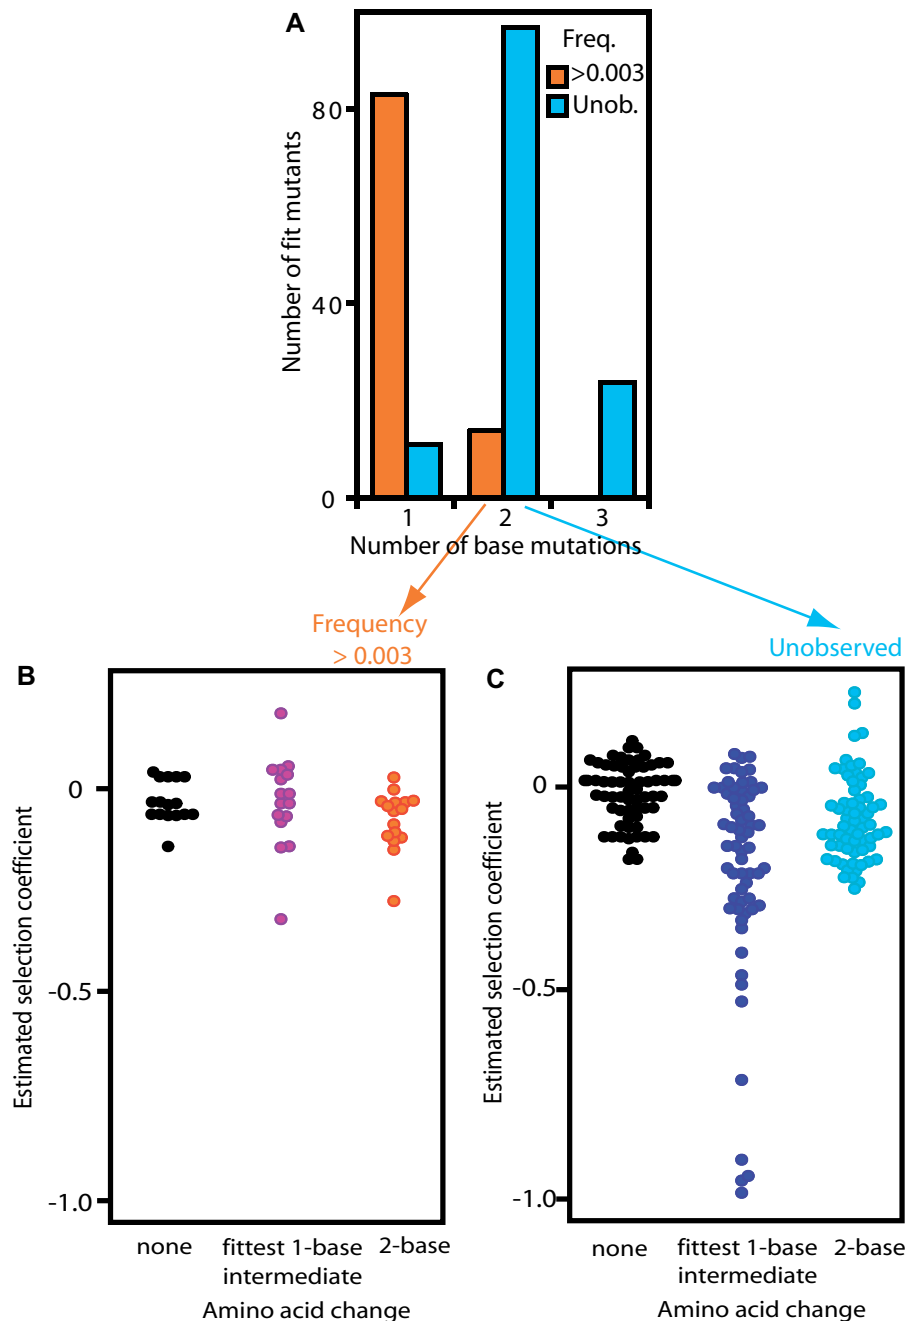 A
Freq.
>0.003
Unob.
80
40
0
Number of fit mutants
1 2 3
Number of base mutations
Frequency
> 0.003
Unobserved
B
0
-0.5
-1.0
Estimated selection coefficient
none fittest 1-base 2-base
intermediate
Amino acid change
C
0
-0.5
-1.0
Estimated selection coefficient
none fittest 1-base 2-base
intermediate
Amino acid change